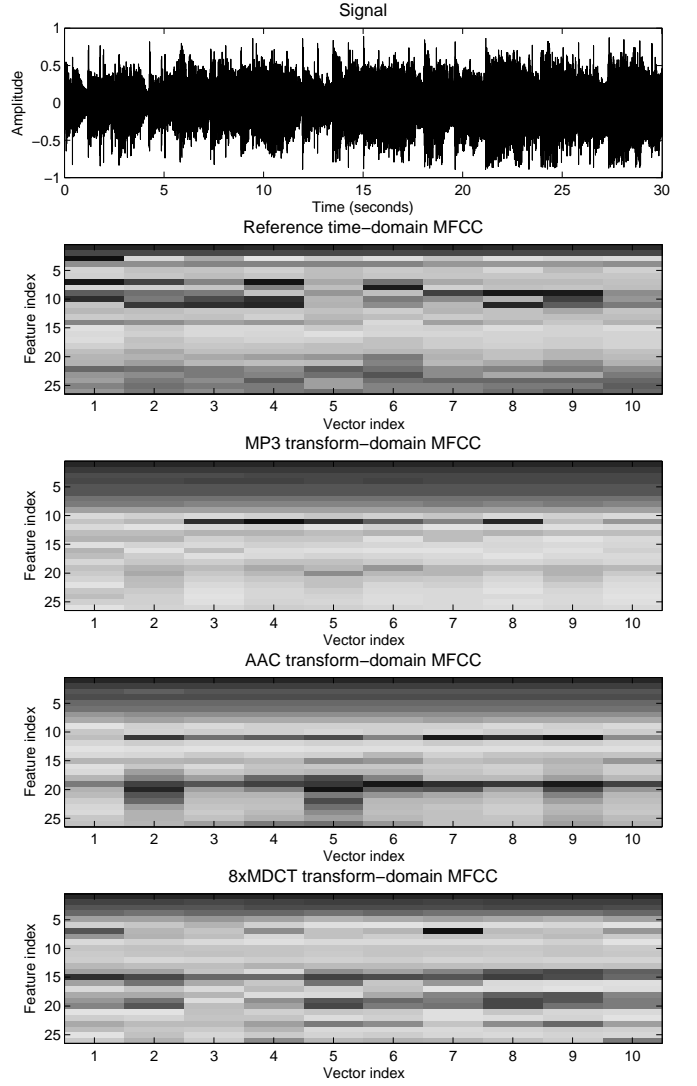 Signal
1
0.5
0
−0.5
−1
Amplitude
0 5 10 15 20 25 30
Time (seconds)
Reference time−domain MFCC
5
10
15
20
25
Feature index
1 2 3 4 5 6 7 8 9 10
Vector index
MP3 transform−domain MFCC
5
10
15
20
25
Feature index
1 2 3 4 5 6 7 8 9 10
Vector index
AAC transform−domain MFCC
5
10
15
20
25
Feature index
1 2 3 4 5 6 7 8 9 10
Vector index
8xMDCT transform−domain MFCC
5
10
15
20
25
Feature index
1 2 3 4 5 6 7 8 9 10
Vector index